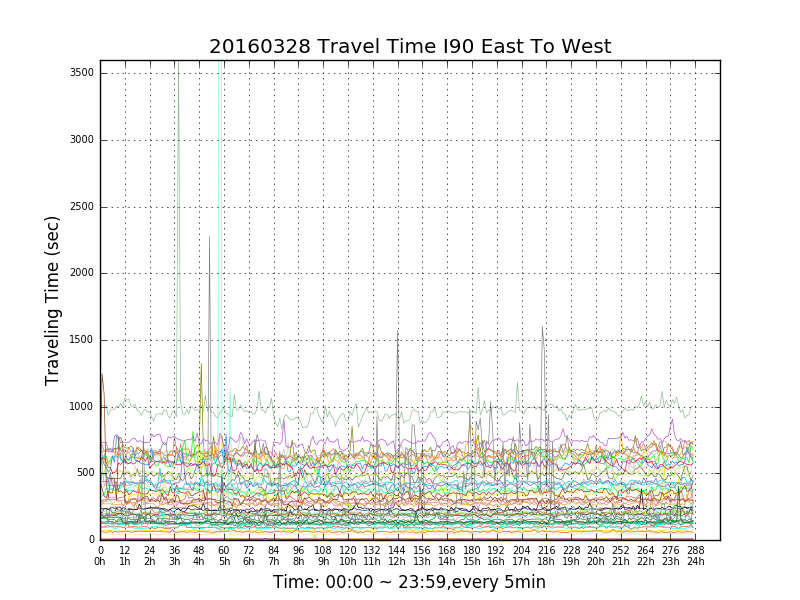 20160328 Travel Time I90 East To West
3500
3000
2500
2000
1500
1000
500
0
Traveling Time (sec)
0 12 24 36 48 60 72 84 96 108 120 132 144 156 168 180 192 204 216 228 240 252 264 276 288
0h 1h 2h 3h 4h 5h 6h 7h 8h 9h 10h 11h 12h 13h 14h 15h 16h 17h 18h 19h 20h 21h 22h 23h 24h
Time: 00:00 ~ 23:59,every 5min